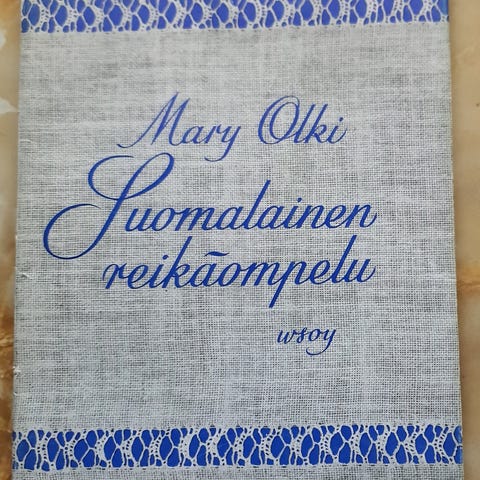 Mary Olki
Suomalainen
reikäompelu
wsoy